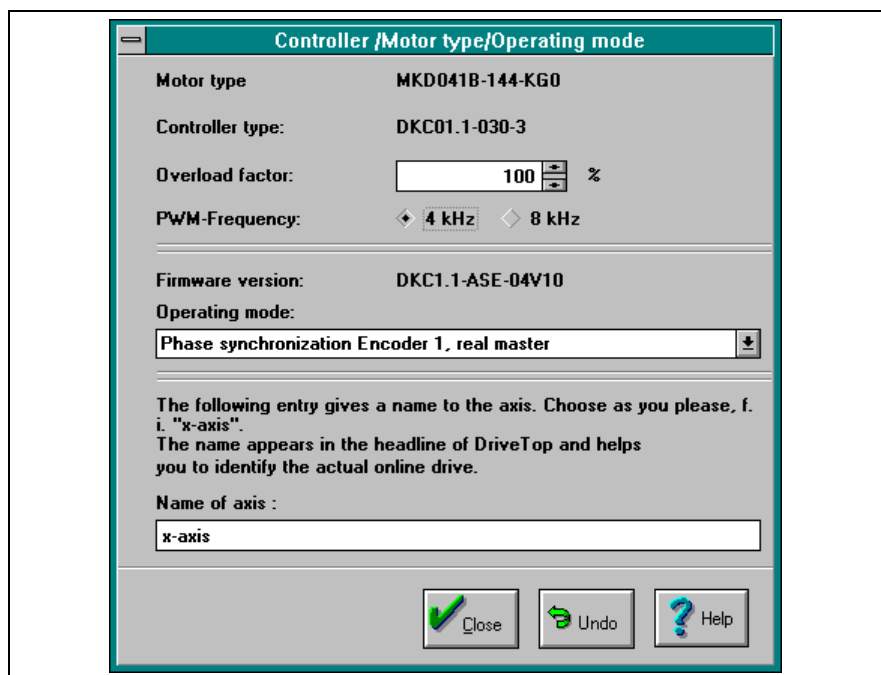 Controller /Motor type/Operating mode
Motor type MKD041B-144-KG0
Controller type: DKC01.1-030-3
Overload factor: 100 %
PWM-Frequency: 4 kHz 8 kHz
Firmware version: DKC1.1-ASE-04V10
Operating mode:
Phase synchronization Encoder 1, real master
The following entry gives a name to the axis. Choose as you please, f.
i. "x-axis".
The name appears in the headline of DriveTop and helps
you to identify the actual online drive.
Name of axis :
x-axis
Close Undo Help